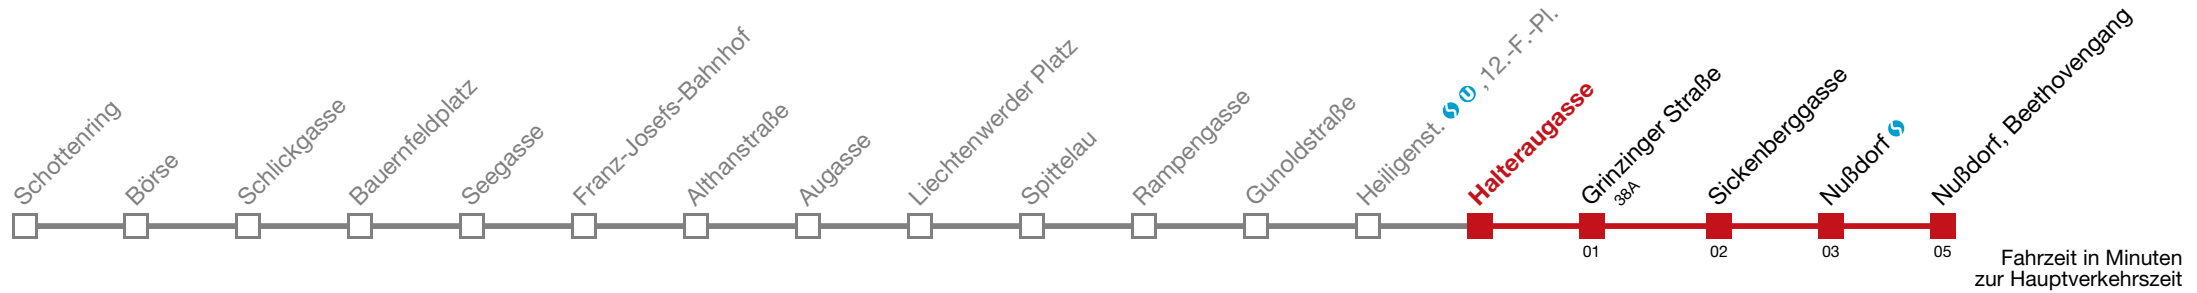 Schottenring
Börse
Schlickgasse
Bauernfeldplatz
Seegasse
Franz-Josefs-Bahnhof
Althanstraße
Augasse
Liechtenwerder Platz
Spittelau
Rampengasse
Gunoldstraße
Heiligenst. S U , 12.-F.-Pl.
Halteraugasse
Grinzinger Straße
38A
Sickenberggasse
Nußdorf S
Nußdorf, Beethovengang
01
02
03
05
Fahrzeit in Minuten
zur Hauptverkehrszeit